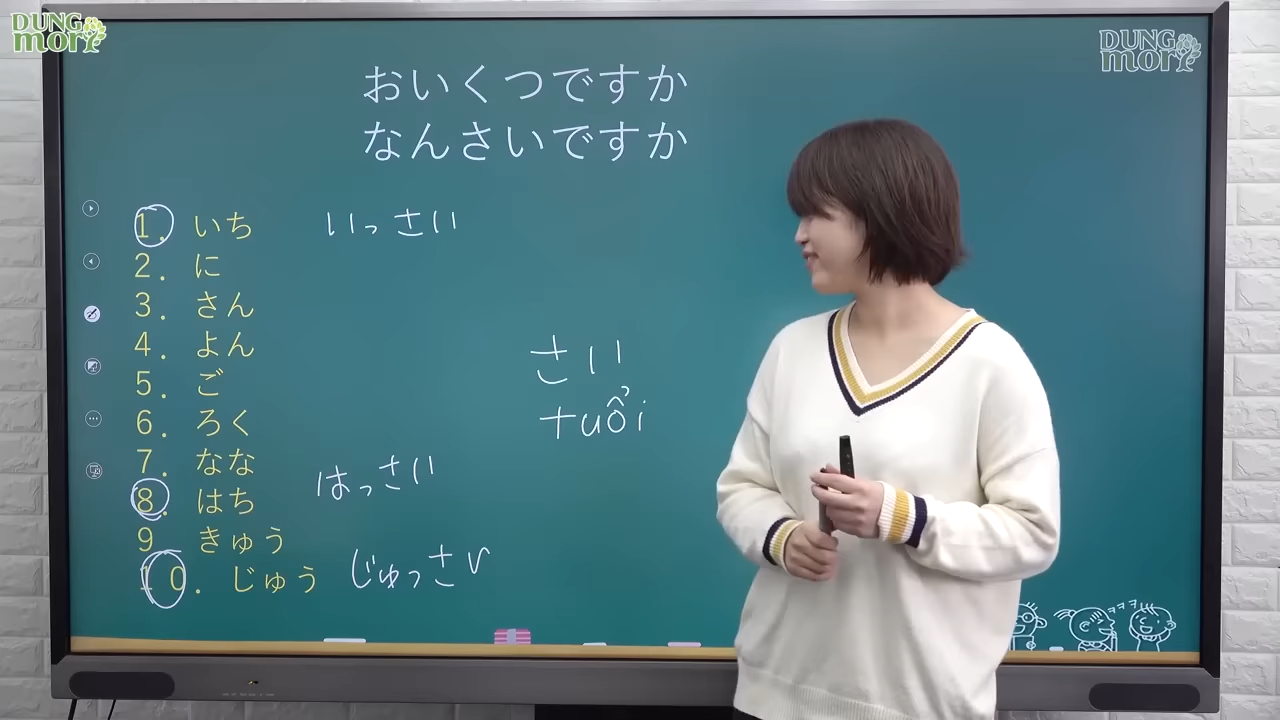 DUNG
mori
DUNG
mori
おいくつですか
なんさいですか
1. いち いっさい
2. に
3. さん
4. よん
さい
5. ご
tuổi
6. ろく
7. なな
8. はち はっさい
9. きゅう
10. じゅう じゅっさい
ククク